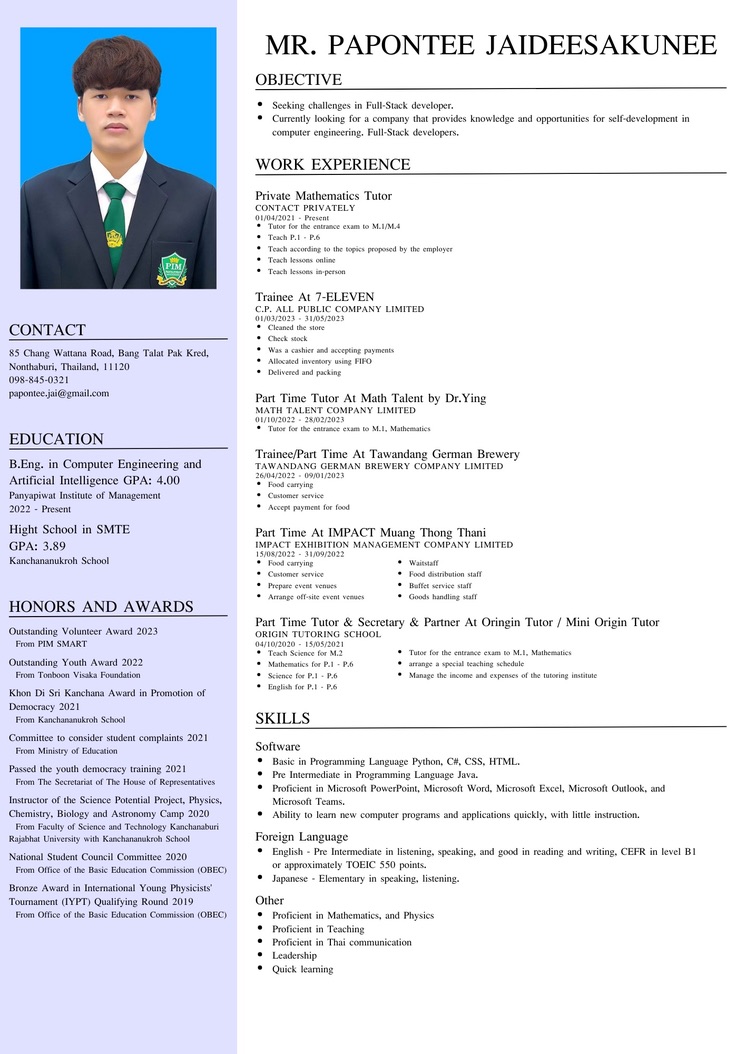 MR. PAPONTEE JAIDEESAKUNEE
PIM
CONTACT
85 Chang Wattana Road, Bang Talat Pak Kred,
Nonthaburi, Thailand, 11120
098-845-0321
papontee.jai@gmail.com
EDUCATION
B.Eng. in Computer Engineering and
Artificial Intelligence GPA: 4.00
Panyapiwat Institute of Management
2022 - Present
Hight School in SMTE
GPA: 3.89
Kanchananukroh School
HONORS AND AWARDS
Outstanding Volunteer Award 2023
From PIM SMART
Outstanding Youth Award 2022
From Tonboon Visaka Foundation
Khon Di Sri Kanchana Award in Promotion of
Democracy 2021
From Kanchananukroh School
Committee to consider student complaints 2021
From Ministry of Education
Passed the youth democracy training 2021
From The Secretariat of The House of Representatives
Instructor of the Science Potential Project, Physics,
Chemistry, Biology and Astronomy Camp 2020
From Faculty of Science and Technology Kanchanaburi
Rajabhat University with Kanchananukroh School
National Student Council Committee 2020
From Office of the Basic Education Commission (OBEC)
Bronze Award in International Young Physicists'
Tournament (IYPT) Qualifying Round 2019
From Office of the Basic Education Commission (OBEC)
OBJECTIVE
• Seeking challenges in Full-Stack developer.
• Currently looking for a company that provides knowledge and opportunities for self-development in
computer engineering. Full-Stack developers.
WORK EXPERIENCE
Private Mathematics Tutor
CONTACT PRIVATELY
01/04/2021 - Present
• Tutor for the entrance exam to M.1/M.4
• Teach P.1 - P.6
• Teach according to the topics proposed by the employer
• Teach lessons online
• Teach lessons in-person
Trainee At 7-ELEVEN
C.P. ALL PUBLIC COMPANY LIMITED
01/03/2023 - 31/05/2023
• Cleaned the store
• Check stock
• Was a cashier and accepting payments
• Allocated inventory using FIFO
• Delivered and packing
Part Time Tutor At Math Talent by Dr.Ying
MATH TALENT COMPANY LIMITED
01/10/2022 - 28/02/2023
• Tutor for the entrance exam to M.1, Mathematics
Trainee/Part Time At Tawandang German Brewery
TAWANDANG GERMAN BREWERY COMPANY LIMITED
26/04/2022 - 09/01/2023
• Food carrying
• Customer service
• Accept payment for food
Part Time At IMPACT Muang Thong Thani
IMPACT EXHIBITION MANAGEMENT COMPANY LIMITED
15/08/2022 - 31/09/2022
• Food carrying
• Customer service
• Prepare event venues
• Arrange off-site event venues
• Waitstaff
• Food distribution staff
• Buffet service staff
• Goods handling staff
Part Time Tutor & Secretary & Partner At Oringin Tutor / Mini Origin Tutor
ORIGIN TUTORING SCHOOL
04/10/2020 - 15/05/2021
• Teach Science for M.2
• Mathematics for P.1 - P.6
• Science for P.1 - P.6
• English for P.1 - P.6
• Tutor for the entrance exam to M.1, Mathematics
• arrange a special teaching schedule
• Manage the income and expenses of the tutoring institute
SKILLS
Software
• Basic in Programming Language Python, C#, CSS, HTML.
• Pre Intermediate in Programming Language Java.
• Proficient in Microsoft PowerPoint, Microsoft Word, Microsoft Excel, Microsoft Outlook, and
Microsoft Teams.
• Ability to learn new computer programs and applications quickly, with little instruction.
Foreign Language
• English - Pre Intermediate in listening, speaking, and good in reading and writing, CEFR in level B1
or approximately TOEIC 550 points.
• Japanese - Elementary in speaking, listening.
Other
• Proficient in Mathematics, and Physics
• Proficient in Teaching
• Proficient in Thai communication
• Leadership
• Quick learning